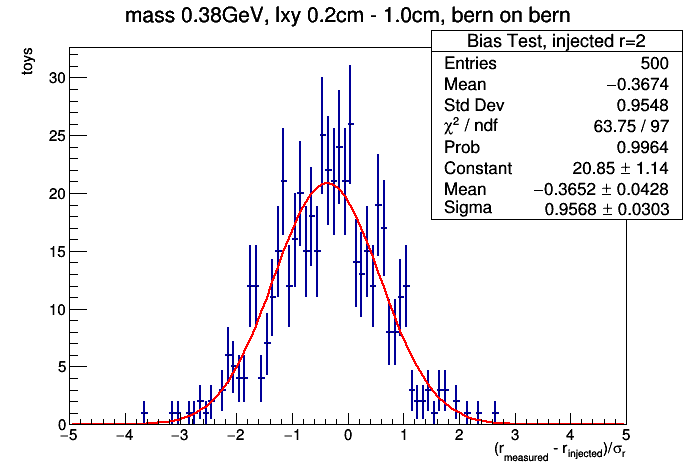 mass 0.38GeV, lxy 0.2cm - 1.0cm, bern on bern
Bias Test, injected r=2
Entries 500
Mean −0.3674
Std Dev 0.9548
χ² / ndf 63.75 / 97
Prob 0.9964
Constant 20.85 ± 1.14
Mean −0.3652 ± 0.0428
Sigma 0.9568 ± 0.0303
toys
30
25
20
15
10
5
0
−5 −4 −3 −2 −1 0 1 2 3 4 5
(r_measured - r_injected)/σ_r